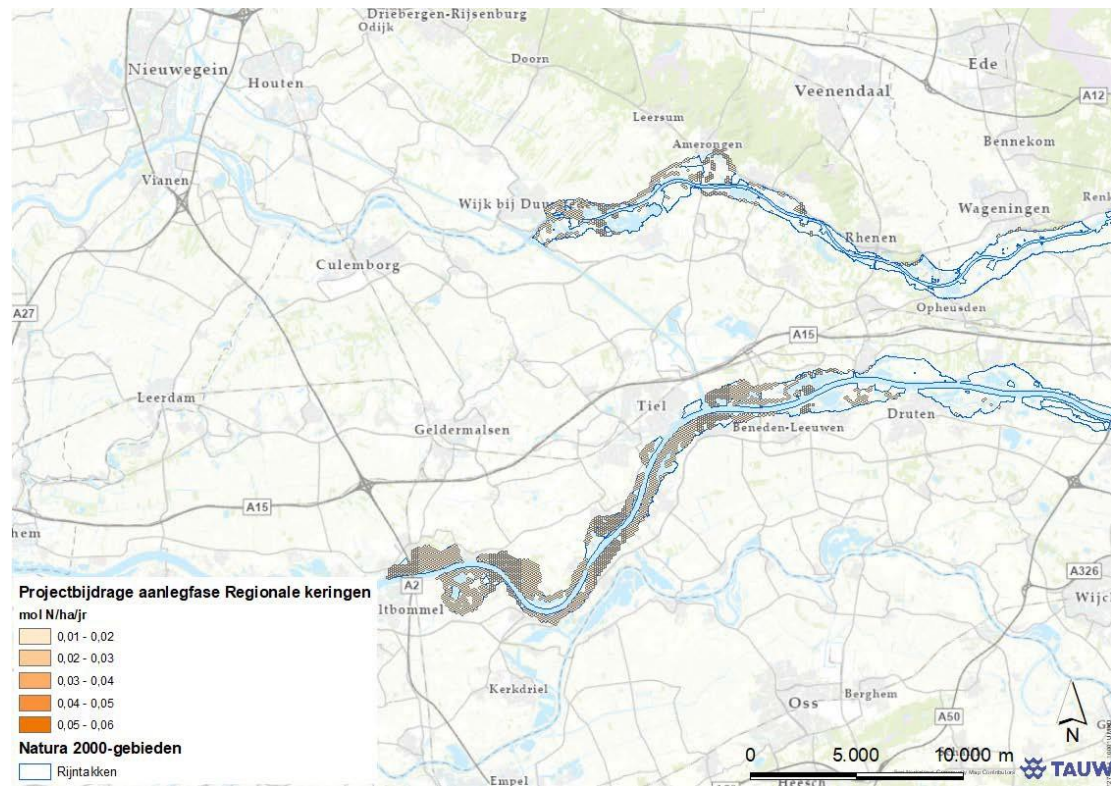 Driebergen-Rijsenburg
Odijk
Nieuwegein
Houten
Doorn
Ede
Veenendaal
A12
Leersum
Amerongen
Bennekom
Vianen
Wijk bij Duu
Wageningen
Renk
Rhenen
Culemborg
Opheusden
A27
A15
Leerdam
Tiel
Geldermalsen
Beneden-Leeuwen
Druten
A15
hem
A2
A326
ltbommel
Wijc
Kerkdriel
Oss
Berghem
A50
Empel
Heesch
Projectbijdrage aanlegfase Regionale keringen
mol N/ha/jr
0,01 - 0,02
0,02 - 0,03
0,03 - 0,04
0,04 - 0,05
0,05 - 0,06
Natura 2000-gebieden
Rijntakken
0 5.000 10.000 m
N
TAUW